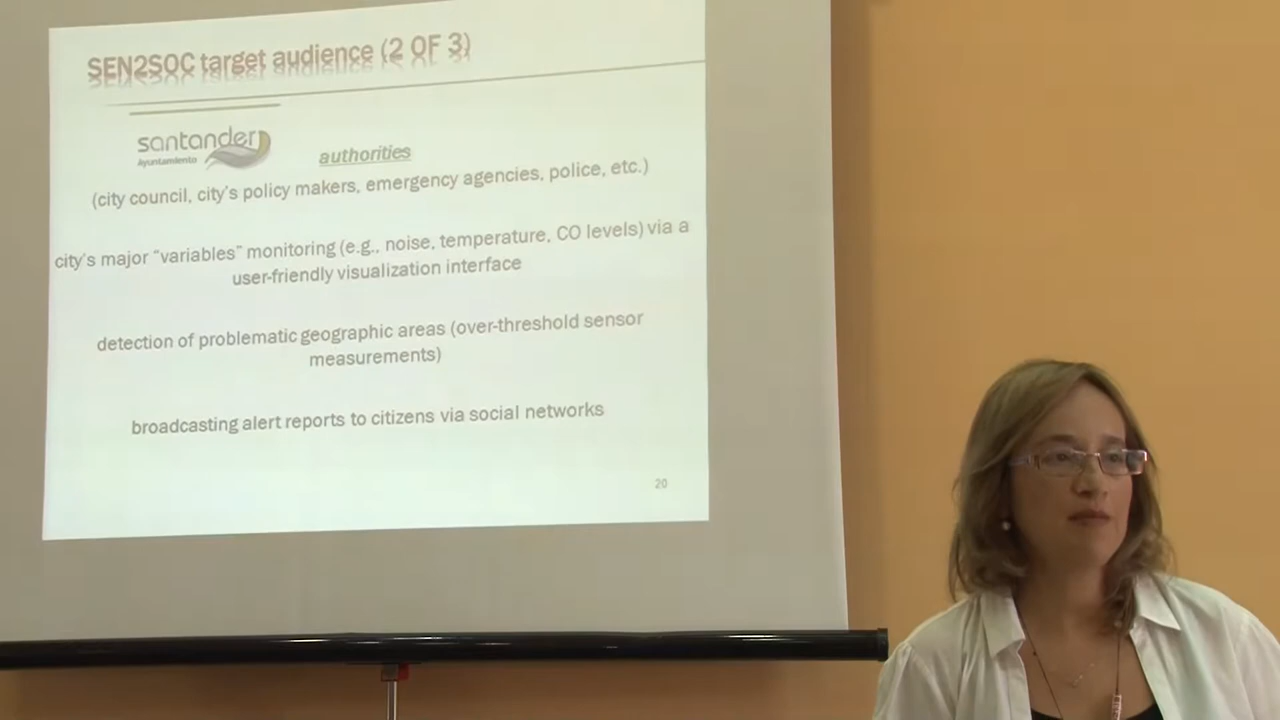 SEN2SOC target audience (2 OF 3)
santander
Ayuntamiento
authorities
(city council, city's policy makers, emergency agencies, police, etc.)
city's major "variables" monitoring (e.g., noise, temperature, CO levels) via a
user-friendly visualization interface
detection of problematic geographic areas (over-threshold sensor
measurements)
broadcasting alert reports to citizens via social networks
20